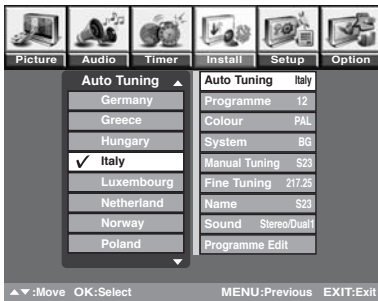 Picture Audio Timer Install Setup Option
Auto Tuning ▲
Germany
Greece
Hungary
✓ Italy
Luxembourg
Netherland
Norway
Poland
▼
Auto Tuning Italy
Programme 12
Colour PAL
System BG
Manual Tuning S23
Fine Tuning 217.25
Name S23
Sound Stereo/Dual1
Programme Edit
▲▼:Move OK:Select MENU:Previous EXIT:Exit